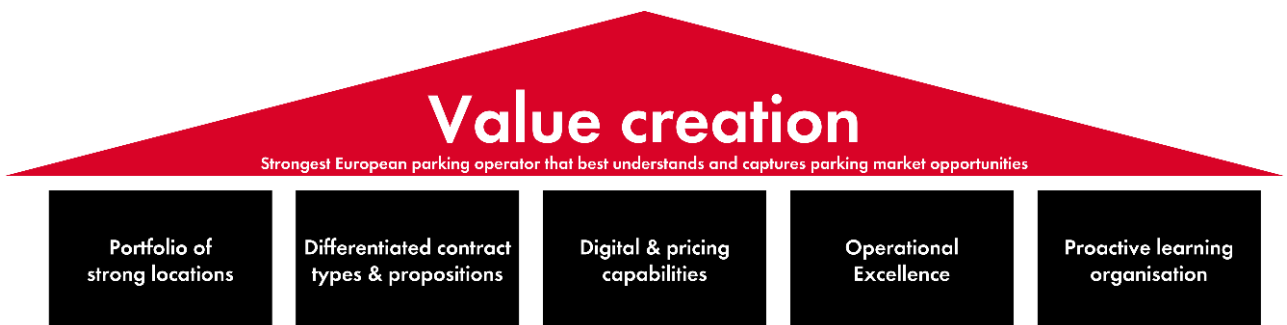 Value creation
Strongest European parking operator that best understands and captures parking market opportunities
Portfolio of
strong locations
Differentiated contract
types & propositions
Digital & pricing
capabilities
Operational
Excellence
Proactive learning
organisation